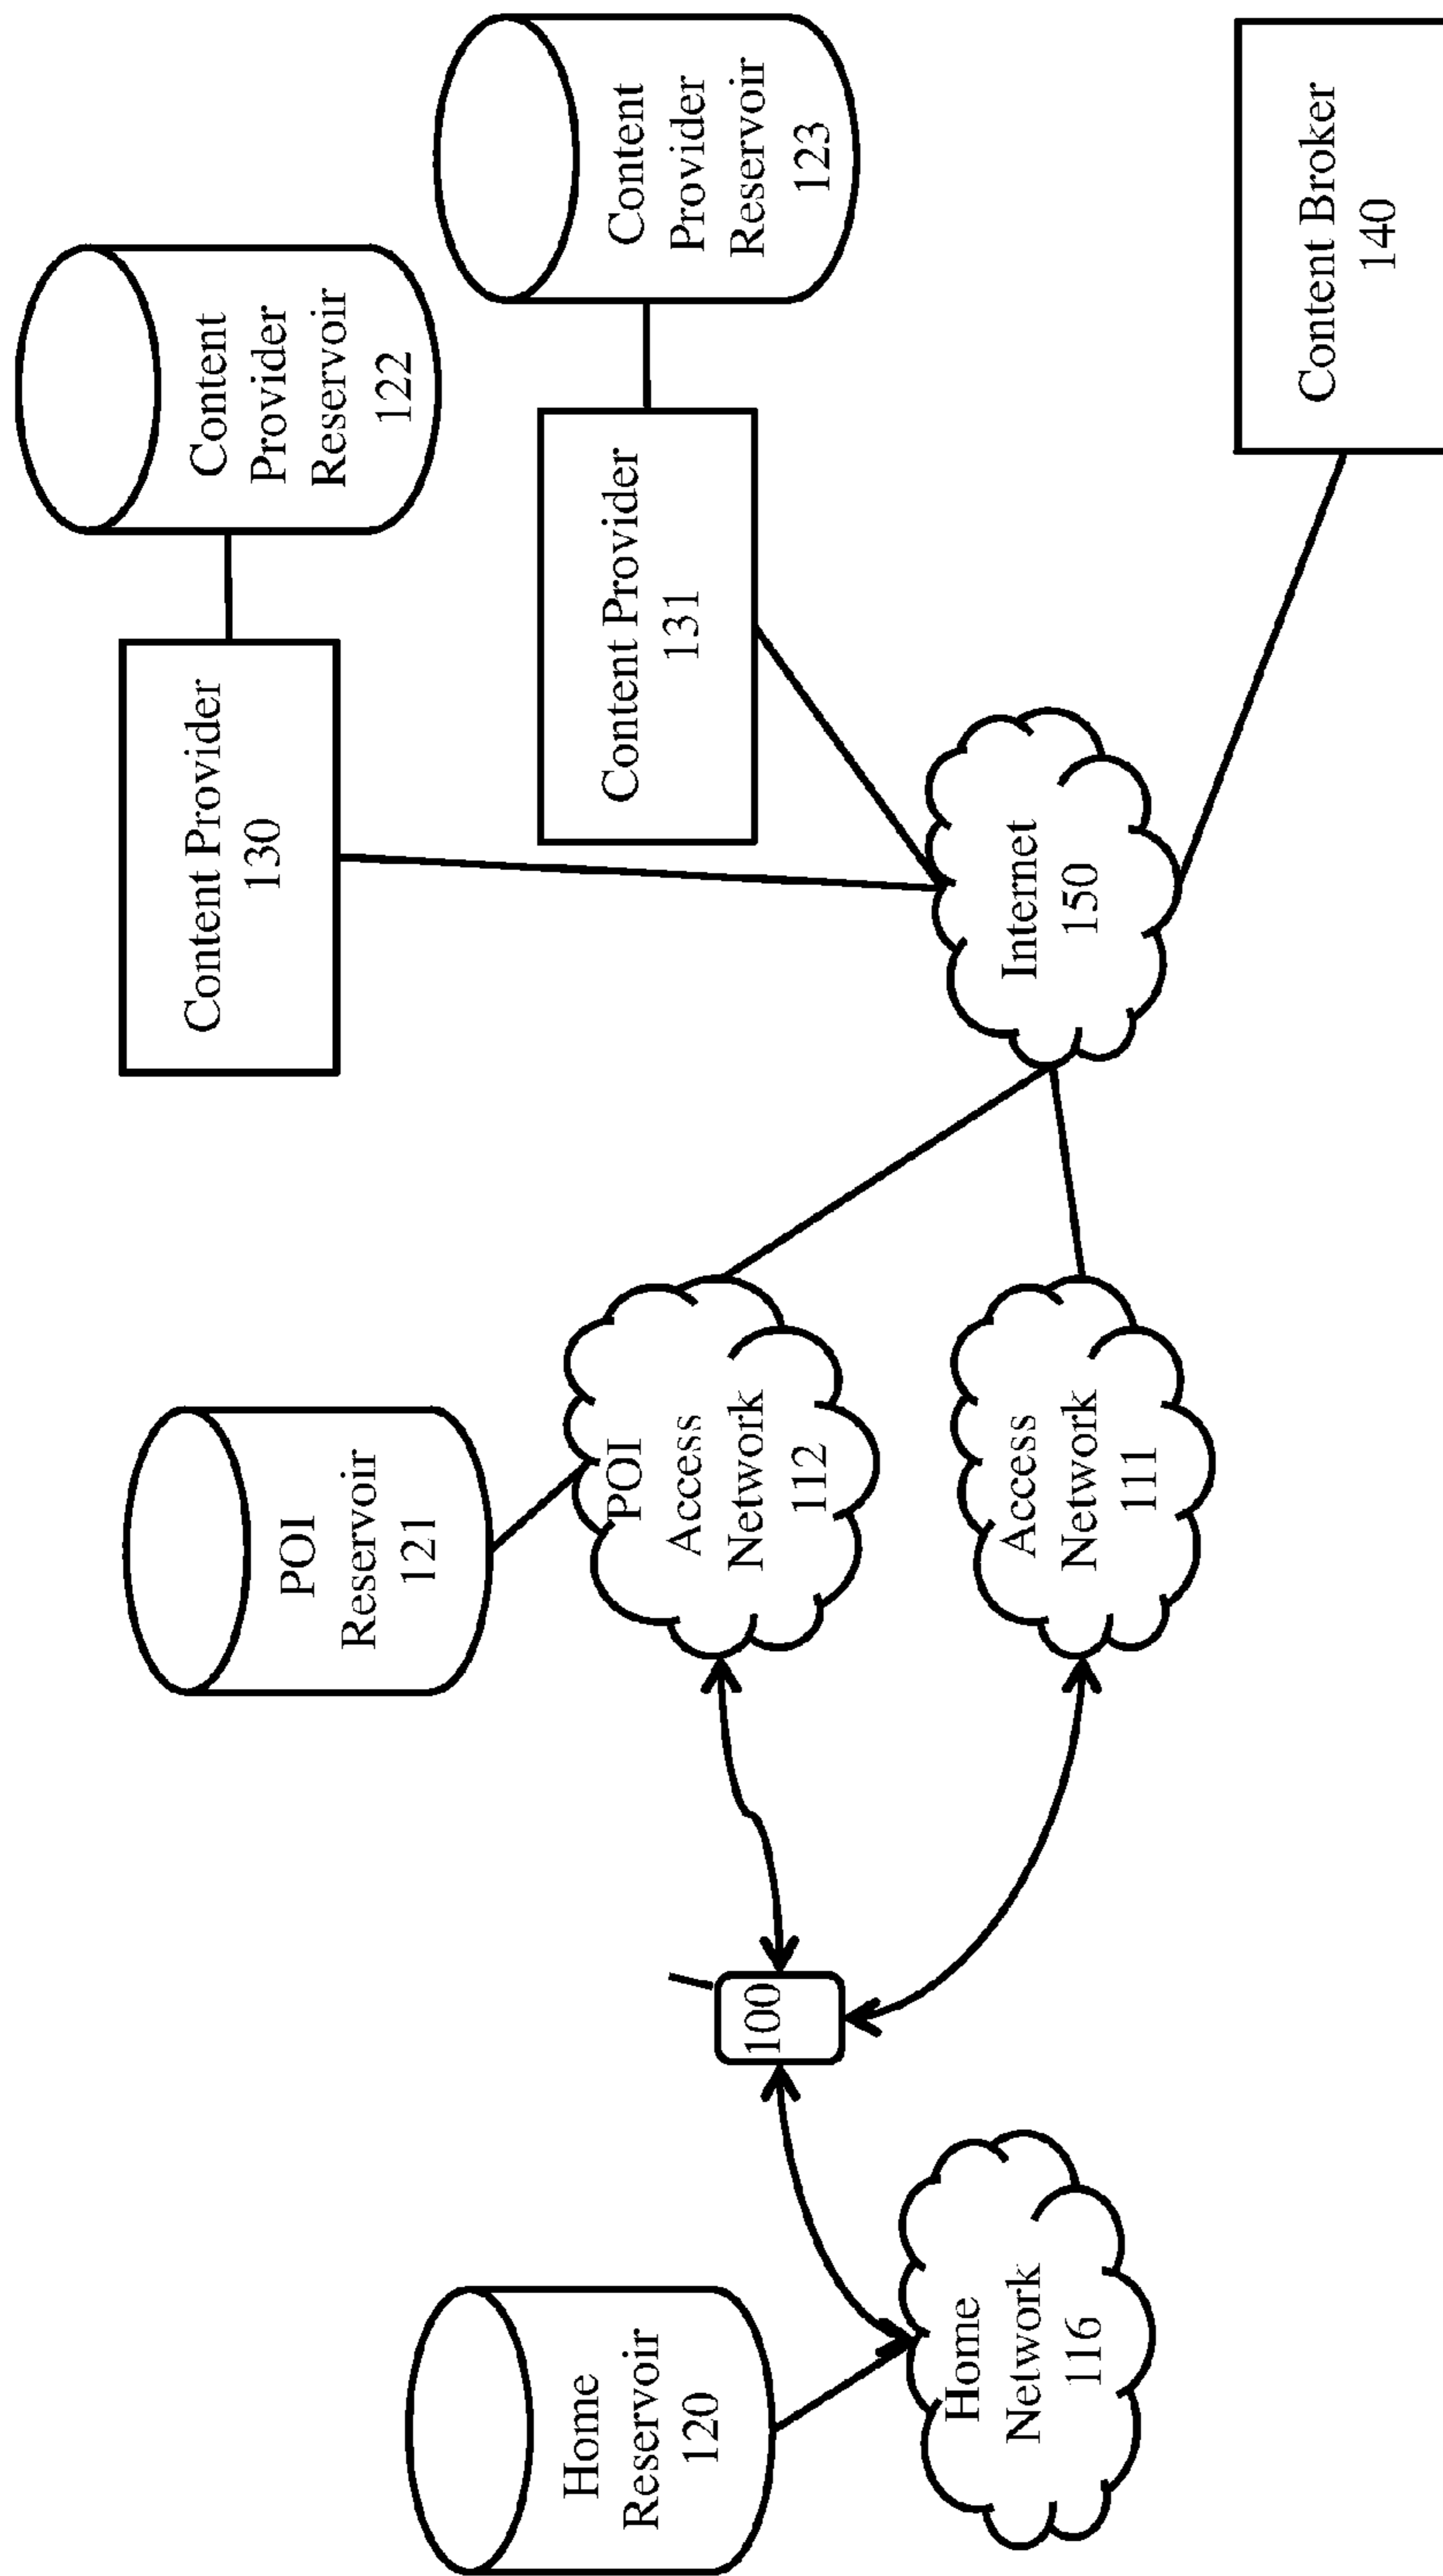 Content
Provider
Reservoir
122
Content Provider
130
Content
Provider
Reservoir
123
Content Provider
131
POI
Reservoir
121
Home
Reservoir
120
POI
Access
Network
112
100
Internet
150
Access
Network
111
Home
Network
116
Content Broker
140